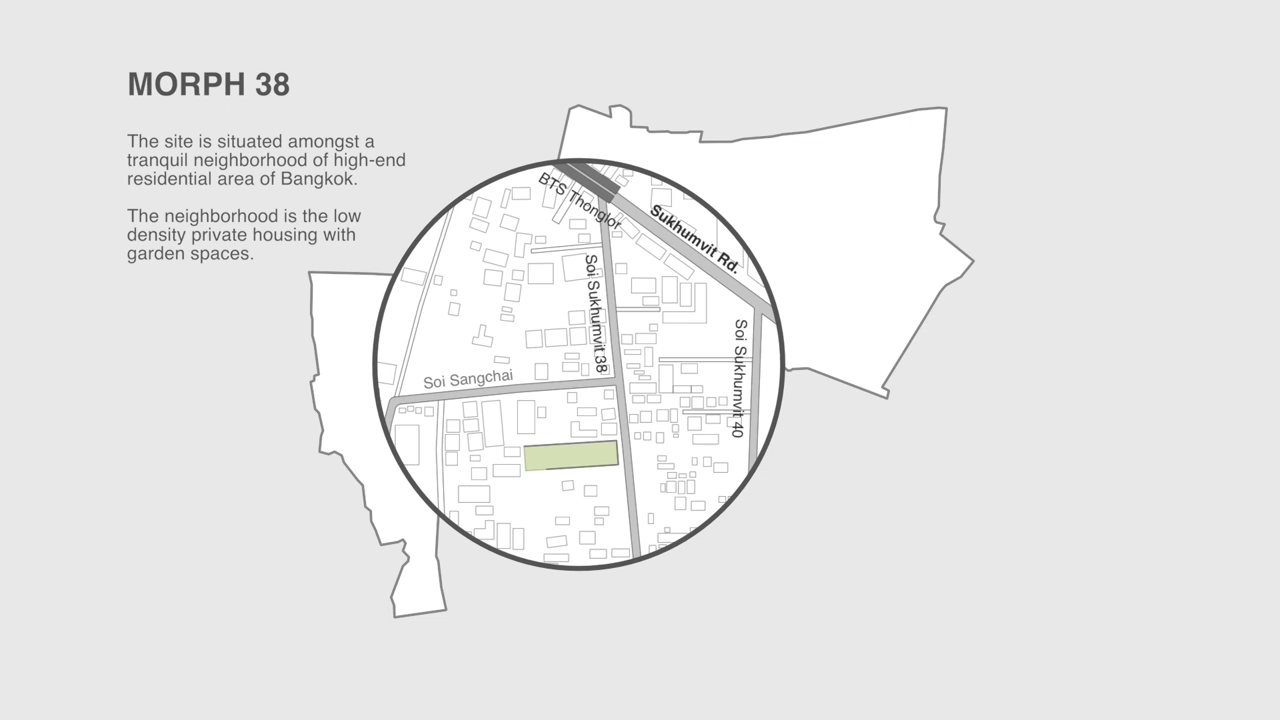 MORPH 38
The site is situated amongst a
tranquil neighborhood of high-end
residential area of Bangkok.
The neighborhood is the low
density private housing with
garden spaces.
BTS Thonglor
Sukhumvit Rd.
Soi Sukhumvit 38
Soi Sukhumvit 40
Soi Sangchai